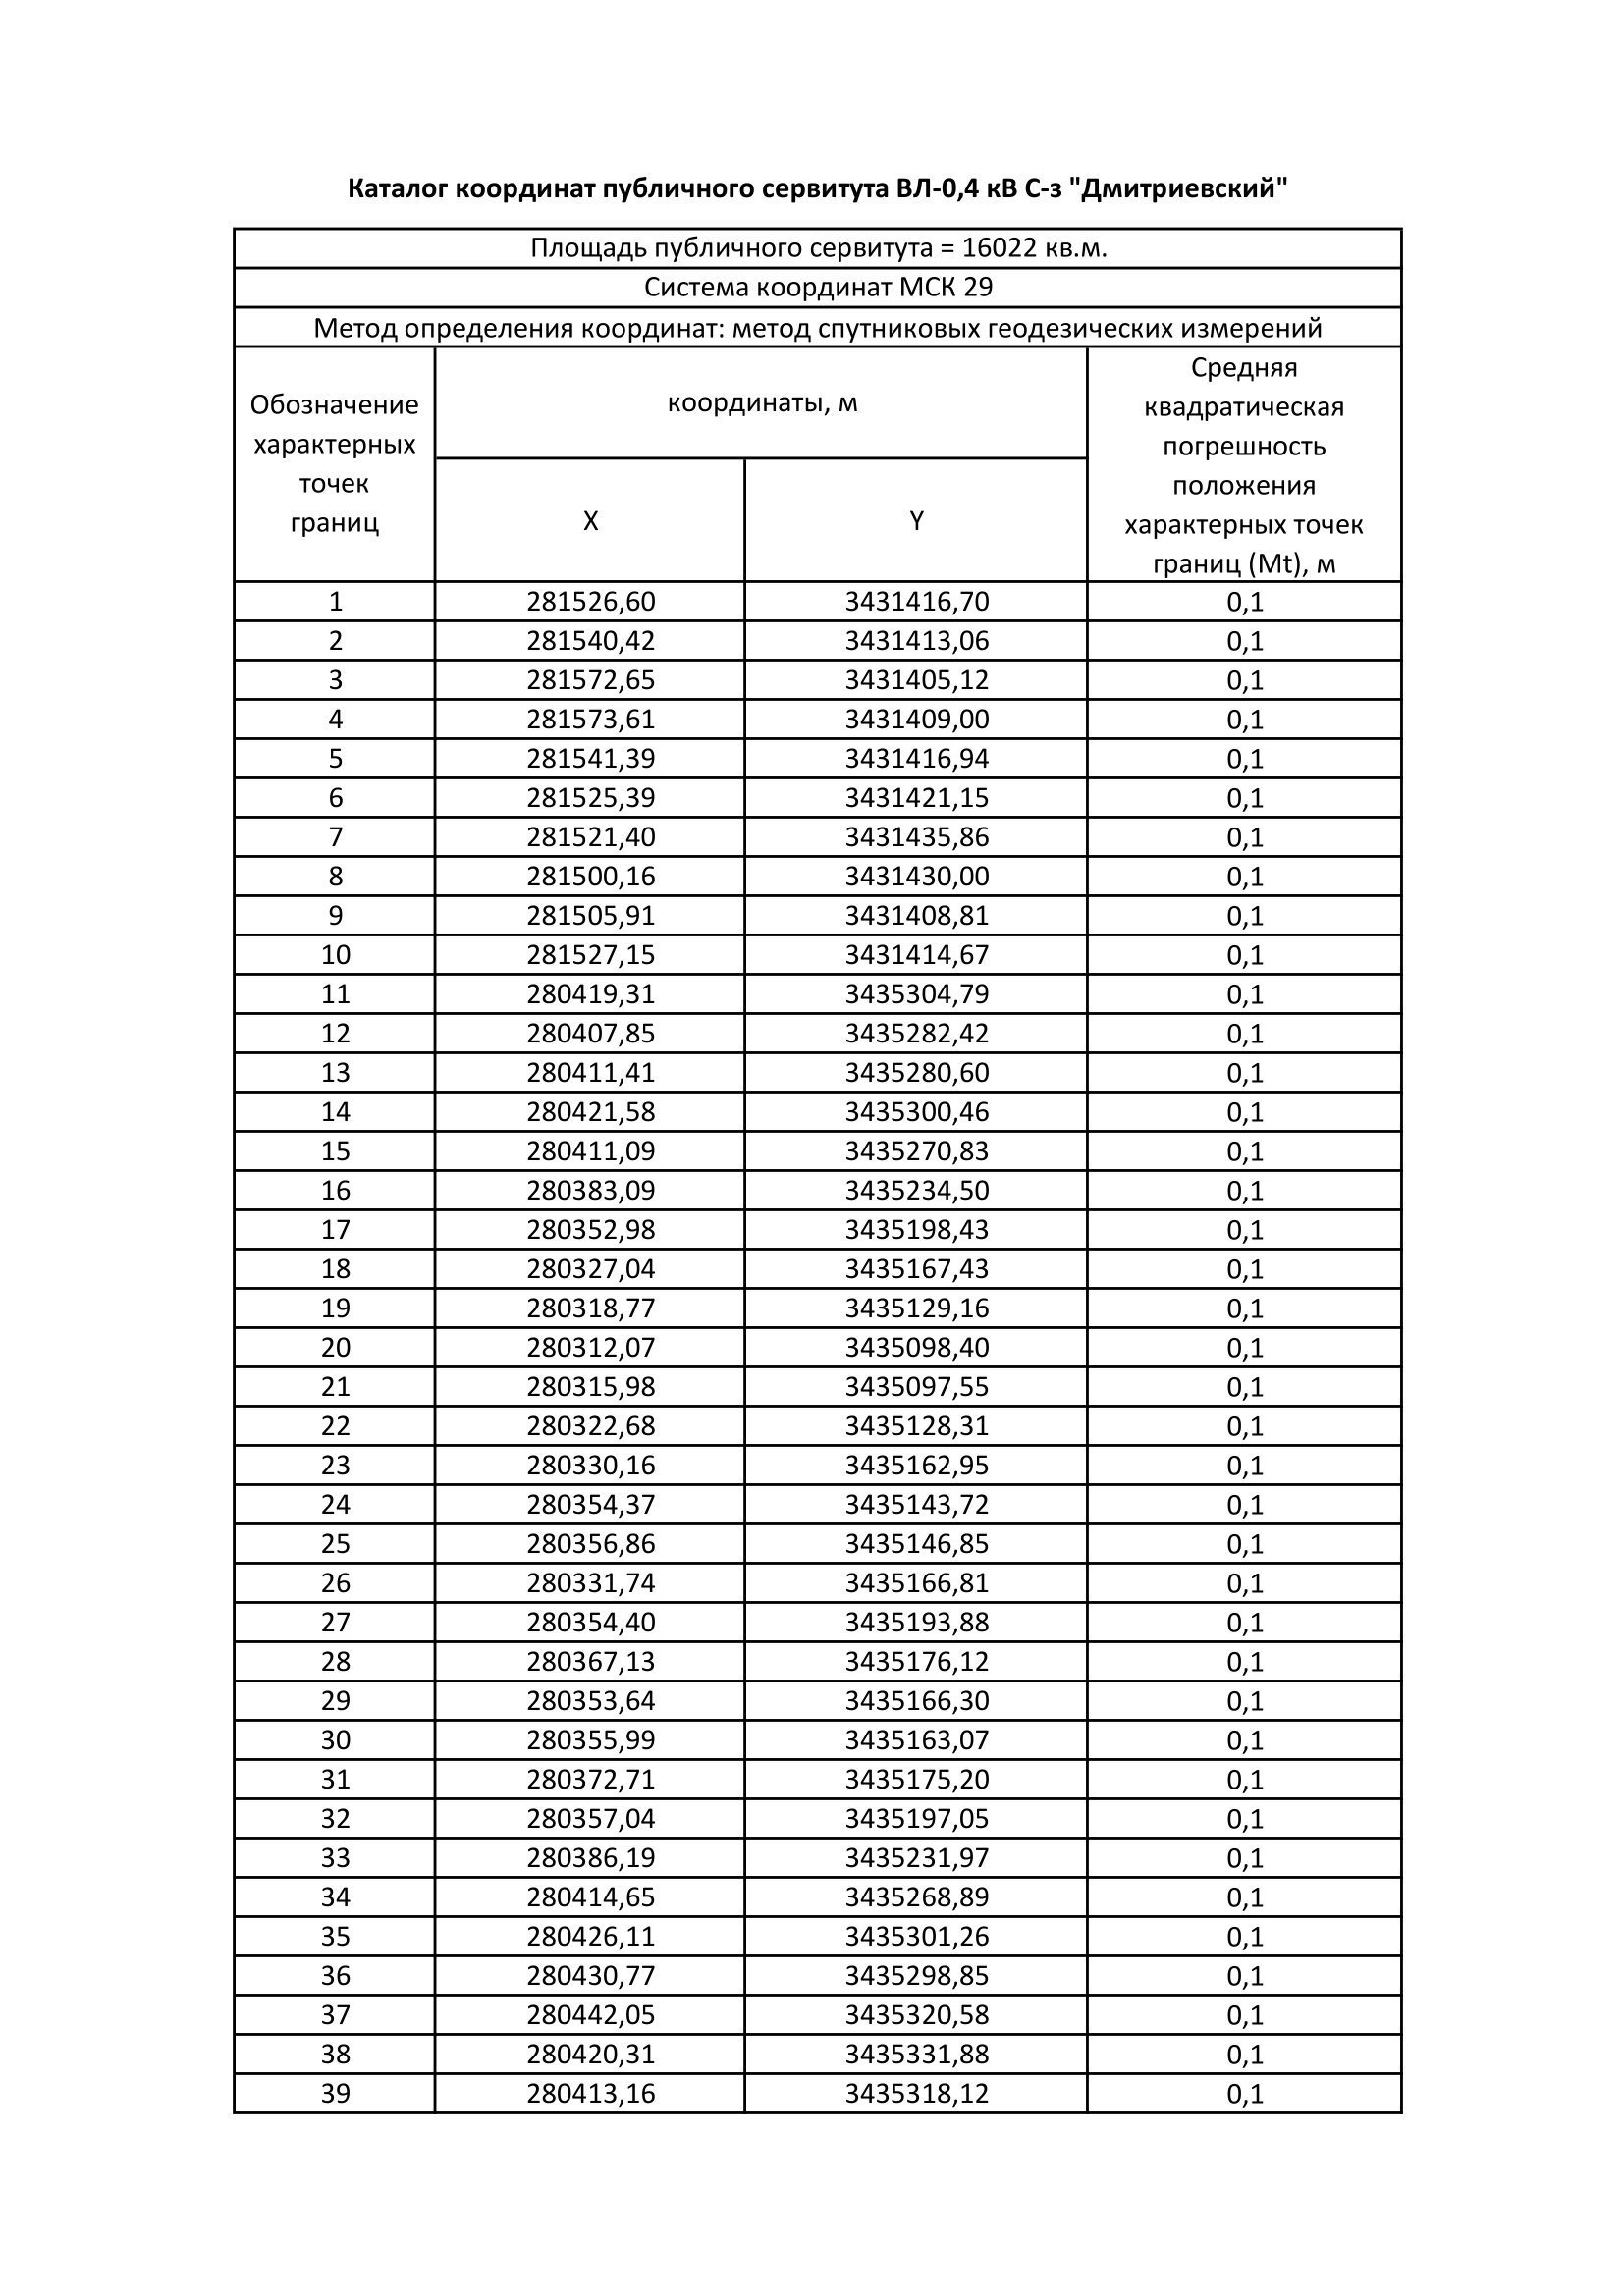 Каталог координат публичного сервитута ВЛ-0,4 кВ С-з "Дмитриевский"
Площадь публичного сервитута = 16022 кв.м.
Система координат МСК 29
Метод определения координат: метод спутниковых геодезических измерений
Обозначение
характерных
точек
границ
координаты, м
X
Y
Средняя
квадратическая
погрешность
положения
характерных точек
границ (Mt), м
1 281526,60 3431416,70 0,1
2 281540,42 3431413,06 0,1
3 281572,65 3431405,12 0,1
4 281573,61 3431409,00 0,1
5 281541,39 3431416,94 0,1
6 281525,39 3431421,15 0,1
7 281521,40 3431435,86 0,1
8 281500,16 3431430,00 0,1
9 281505,91 3431408,81 0,1
10 281527,15 3431414,67 0,1
11 280419,31 3435304,79 0,1
12 280407,85 3435282,42 0,1
13 280411,41 3435280,60 0,1
14 280421,58 3435300,46 0,1
15 280411,09 3435270,83 0,1
16 280383,09 3435234,50 0,1
17 280352,98 3435198,43 0,1
18 280327,04 3435167,43 0,1
19 280318,77 3435129,16 0,1
20 280312,07 3435098,40 0,1
21 280315,98 3435097,55 0,1
22 280322,68 3435128,31 0,1
23 280330,16 3435162,95 0,1
24 280354,37 3435143,72 0,1
25 280356,86 3435146,85 0,1
26 280331,74 3435166,81 0,1
27 280354,40 3435193,88 0,1
28 280367,13 3435176,12 0,1
29 280353,64 3435166,30 0,1
30 280355,99 3435163,07 0,1
31 280372,71 3435175,20 0,1
32 280357,04 3435197,05 0,1
33 280386,19 3435231,97 0,1
34 280414,65 3435268,89 0,1
35 280426,11 3435301,26 0,1
36 280430,77 3435298,85 0,1
37 280442,05 3435320,58 0,1
38 280420,31 3435331,88 0,1
39 280413,16 3435318,12 0,1